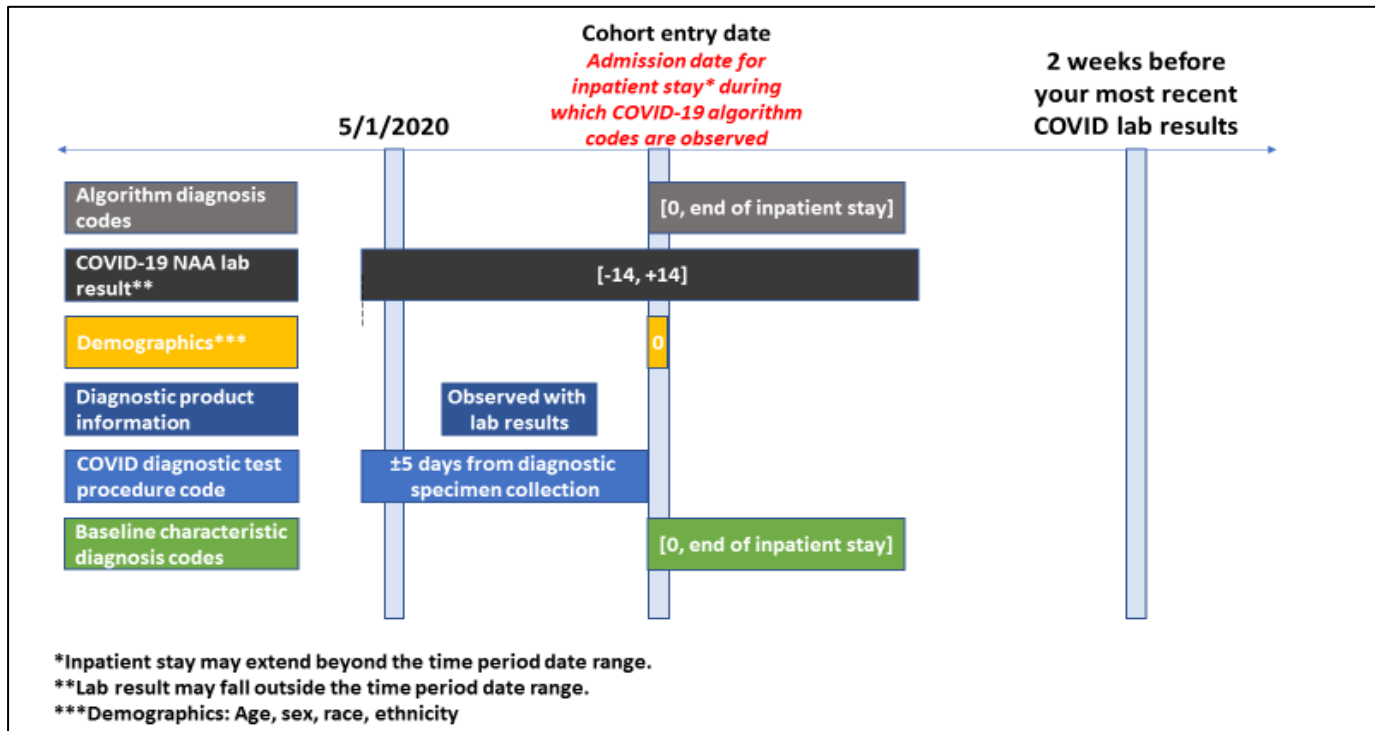 Cohort entry date
Admission date for
inpatient stay* during
which COVID-19 algorithm
codes are observed
5/1/2020
2 weeks before
your most recent
COVID lab results
Algorithm diagnosis
codes
[0, end of inpatient stay]
COVID-19 NAA lab
result**
[-14, +14]
Demographics***
0
Diagnostic product
information
Observed with
lab results
COVID diagnostic test
procedure code
±5 days from diagnostic
specimen collection
Baseline characteristic
diagnosis codes
[0, end of inpatient stay]
*Inpatient stay may extend beyond the time period date range.
**Lab result may fall outside the time period date range.
***Demographics: Age, sex, race, ethnicity